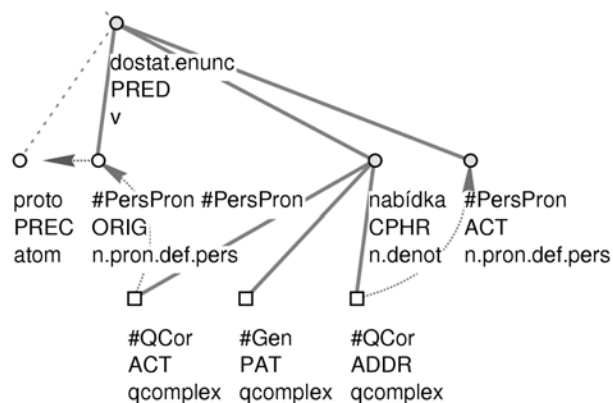 dostat.enunc
PRED
v
proto #PersPron #PersPron nabídka #PersPron
PREC ORIG CPHR ACT
atom n.pron.def.pers n.denot n.pron.def.pers
#QCor #Gen #QCor
ACT PAT ADDR
qcomplex qcomplex qcomplex